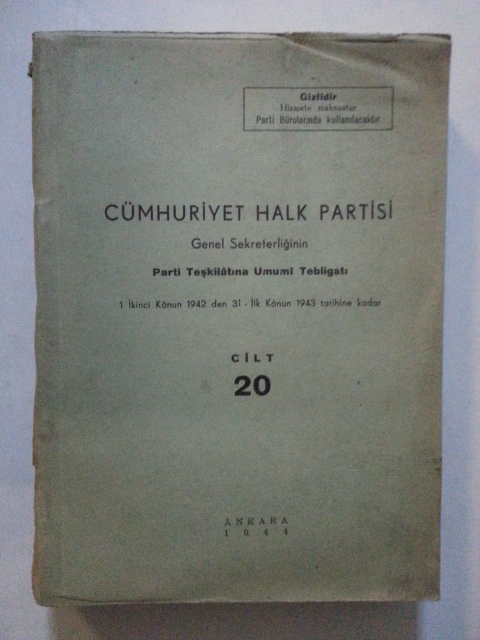 Gizlidir
Hizmete mahsustur
Parti Bürolarında kullanılacaktır
CÜMHURİYET HALK PARTİSİ
Genel Sekreterliğinin
Parti Teşkilâtına Umumî Tebligatı
1 İkinci Kânun 1942 den 31 - İlk Kânun 1943 tarihine kadar
CİLT
20
ANKARA
1944